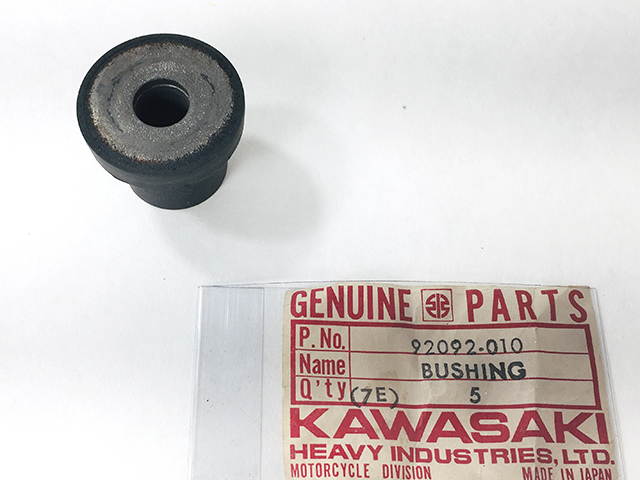 GENUINE PARTS
P. No. 92092-010
Name BUSHING
Q'ty (7E) 5
KAWASAKI
HEAVY INDUSTRIES, LTD.
MOTORCYCLE DIVISION MADE IN JAPAN